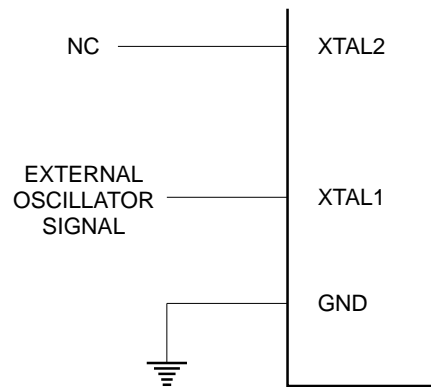 NC
XTAL2
EXTERNAL
OSCILLATOR
SIGNAL
XTAL1
GND